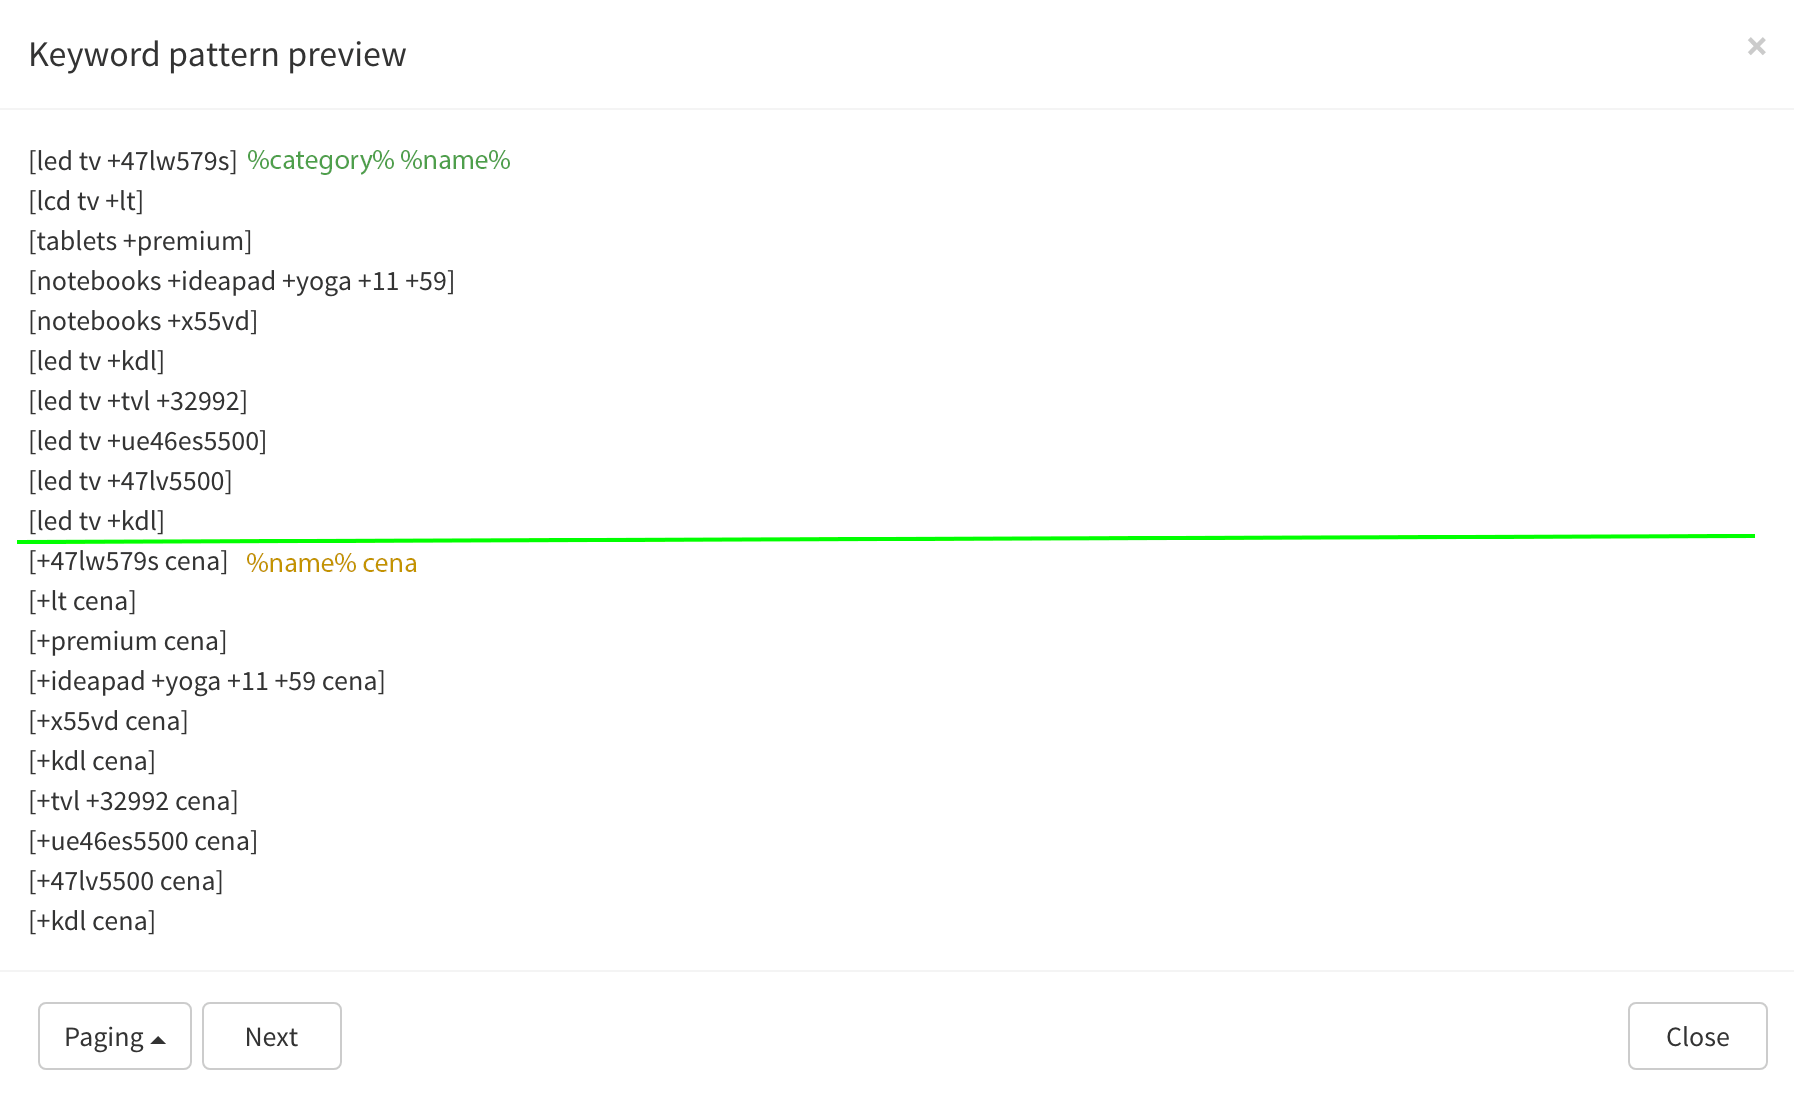 Keyword pattern preview
×
[led tv +47lw579s] %category% %name%
[lcd tv +lt]
[tablets +premium]
[notebooks +ideapad +yoga +11 +59]
[notebooks +x55vd]
[led tv +kdl]
[led tv +tvl +32992]
[led tv +ue46es5500]
[led tv +47lv5500]
[led tv +kdl]
[+47lw579s cena] %name% cena
[+lt cena]
[+premium cena]
[+ideapad +yoga +11 +59 cena]
[+x55vd cena]
[+kdl cena]
[+tvl +32992 cena]
[+ue46es5500 cena]
[+47lv5500 cena]
[+kdl cena]
Paging Next Close